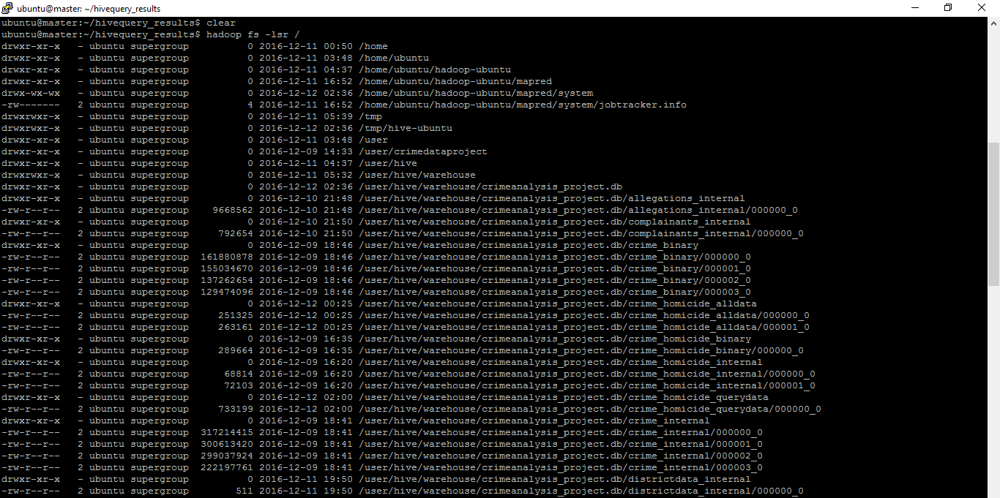 ubuntu@master: ~/hivequery_results
ubuntu@master:~/hivequery_results$ clear
ubuntu@master:~/hivequery_results$ hadoop fs -lsr /
drwxr-xr-x   - ubuntu supergroup          0 2016-12-11 00:50 /home
drwxr-xr-x   - ubuntu supergroup          0 2016-12-11 03:48 /home/ubuntu
drwxr-xr-x   - ubuntu supergroup          0 2016-12-11 04:37 /home/ubuntu/hadoop-ubuntu
drwxr-xr-x   - ubuntu supergroup          0 2016-12-11 16:52 /home/ubuntu/hadoop-ubuntu/mapred
drwx-wx-wx   - ubuntu supergroup          0 2016-12-12 02:36 /home/ubuntu/hadoop-ubuntu/mapred/system
-rw-------   2 ubuntu supergroup          4 2016-12-11 16:52 /home/ubuntu/hadoop-ubuntu/mapred/system/jobtracker.info
drwxrwxr-x   - ubuntu supergroup          0 2016-12-11 05:39 /tmp
drwxrwxr-x   - ubuntu supergroup          0 2016-12-12 02:36 /tmp/hive-ubuntu
drwxr-xr-x   - ubuntu supergroup          0 2016-12-11 03:48 /user
drwxr-xr-x   - ubuntu supergroup          0 2016-12-09 14:33 /user/crimedataproject
drwxr-xr-x   - ubuntu supergroup          0 2016-12-11 04:37 /user/hive
drwxrwxr-x   - ubuntu supergroup          0 2016-12-11 05:32 /user/hive/warehouse
drwxr-xr-x   - ubuntu supergroup          0 2016-12-12 02:36 /user/hive/warehouse/crimeanalysis_project.db
drwxr-xr-x   - ubuntu supergroup          0 2016-12-10 21:48 /user/hive/warehouse/crimeanalysis_project.db/allegations_internal
-rw-r--r--   2 ubuntu supergroup    9668562 2016-12-10 21:48 /user/hive/warehouse/crimeanalysis_project.db/allegations_internal/000000_0
drwxr-xr-x   - ubuntu supergroup          0 2016-12-10 21:50 /user/hive/warehouse/crimeanalysis_project.db/complainants_internal
-rw-r--r--   2 ubuntu supergroup     792654 2016-12-10 21:50 /user/hive/warehouse/crimeanalysis_project.db/complainants_internal/000000_0
drwxr-xr-x   - ubuntu supergroup          0 2016-12-09 18:46 /user/hive/warehouse/crimeanalysis_project.db/crime_binary
-rw-r--r--   2 ubuntu supergroup  161880878 2016-12-09 18:46 /user/hive/warehouse/crimeanalysis_project.db/crime_binary/000000_0
-rw-r--r--   2 ubuntu supergroup  155034670 2016-12-09 18:46 /user/hive/warehouse/crimeanalysis_project.db/crime_binary/000001_0
-rw-r--r--   2 ubuntu supergroup  137262654 2016-12-09 18:46 /user/hive/warehouse/crimeanalysis_project.db/crime_binary/000002_0
-rw-r--r--   2 ubuntu supergroup  129474096 2016-12-09 18:46 /user/hive/warehouse/crimeanalysis_project.db/crime_binary/000003_0
drwxr-xr-x   - ubuntu supergroup          0 2016-12-12 00:25 /user/hive/warehouse/crimeanalysis_project.db/crime_homicide_alldata
-rw-r--r--   2 ubuntu supergroup     251325 2016-12-12 00:25 /user/hive/warehouse/crimeanalysis_project.db/crime_homicide_alldata/000000_0
-rw-r--r--   2 ubuntu supergroup     263161 2016-12-12 00:25 /user/hive/warehouse/crimeanalysis_project.db/crime_homicide_alldata/000001_0
drwxr-xr-x   - ubuntu supergroup          0 2016-12-09 16:35 /user/hive/warehouse/crimeanalysis_project.db/crime_homicide_binary
-rw-r--r--   2 ubuntu supergroup     289664 2016-12-09 16:35 /user/hive/warehouse/crimeanalysis_project.db/crime_homicide_binary/000000_0
drwxr-xr-x   - ubuntu supergroup          0 2016-12-09 16:20 /user/hive/warehouse/crimeanalysis_project.db/crime_homicide_internal
-rw-r--r--   2 ubuntu supergroup      68814 2016-12-09 16:20 /user/hive/warehouse/crimeanalysis_project.db/crime_homicide_internal/000000_0
-rw-r--r--   2 ubuntu supergroup      72103 2016-12-09 16:20 /user/hive/warehouse/crimeanalysis_project.db/crime_homicide_internal/000001_0
drwxr-xr-x   - ubuntu supergroup          0 2016-12-12 02:00 /user/hive/warehouse/crimeanalysis_project.db/crime_homicide_querydata
-rw-r--r--   2 ubuntu supergroup     733199 2016-12-12 02:00 /user/hive/warehouse/crimeanalysis_project.db/crime_homicide_querydata/000000_0
drwxr-xr-x   - ubuntu supergroup          0 2016-12-09 18:41 /user/hive/warehouse/crimeanalysis_project.db/crime_internal
-rw-r--r--   2 ubuntu supergroup  317214415 2016-12-09 18:41 /user/hive/warehouse/crimeanalysis_project.db/crime_internal/000000_0
-rw-r--r--   2 ubuntu supergroup  300613420 2016-12-09 18:41 /user/hive/warehouse/crimeanalysis_project.db/crime_internal/000001_0
-rw-r--r--   2 ubuntu supergroup  299037924 2016-12-09 18:41 /user/hive/warehouse/crimeanalysis_project.db/crime_internal/000002_0
-rw-r--r--   2 ubuntu supergroup  222197761 2016-12-09 18:41 /user/hive/warehouse/crimeanalysis_project.db/crime_internal/000003_0
drwxr-xr-x   - ubuntu supergroup          0 2016-12-11 19:50 /user/hive/warehouse/crimeanalysis_project.db/districtdata_internal
-rw-r--r--   2 ubuntu supergroup        511 2016-12-11 19:50 /user/hive/warehouse/crimeanalysis_project.db/districtdata_internal/000000_0